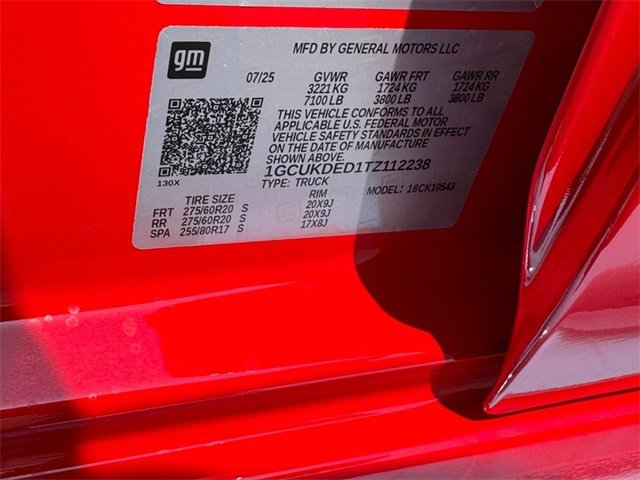 gm
MFD BY GENERAL MOTORS LLC
07/25 GVWR GAWR FRT GAWR RR
3221 KG 1724 KG 1724 KG
7100 LB 3800 LB 3800 LB
THIS VEHICLE CONFORMS TO ALL
APPLICABLE U.S. FEDERAL MOTOR
VEHICLE SAFETY STANDARDS IN EFFECT
ON THE DATE OF MANUFACTURE
SHOWN ABOVE.
1GCUKDED1TZ112238
130X TYPE: TRUCK MODEL: 18CK10543
TIRE SIZE RIM
FRT 275/60R20 S 20X9J
RR 275/60R20 S 20X9J
SPA 255/80R17 S 17X8J